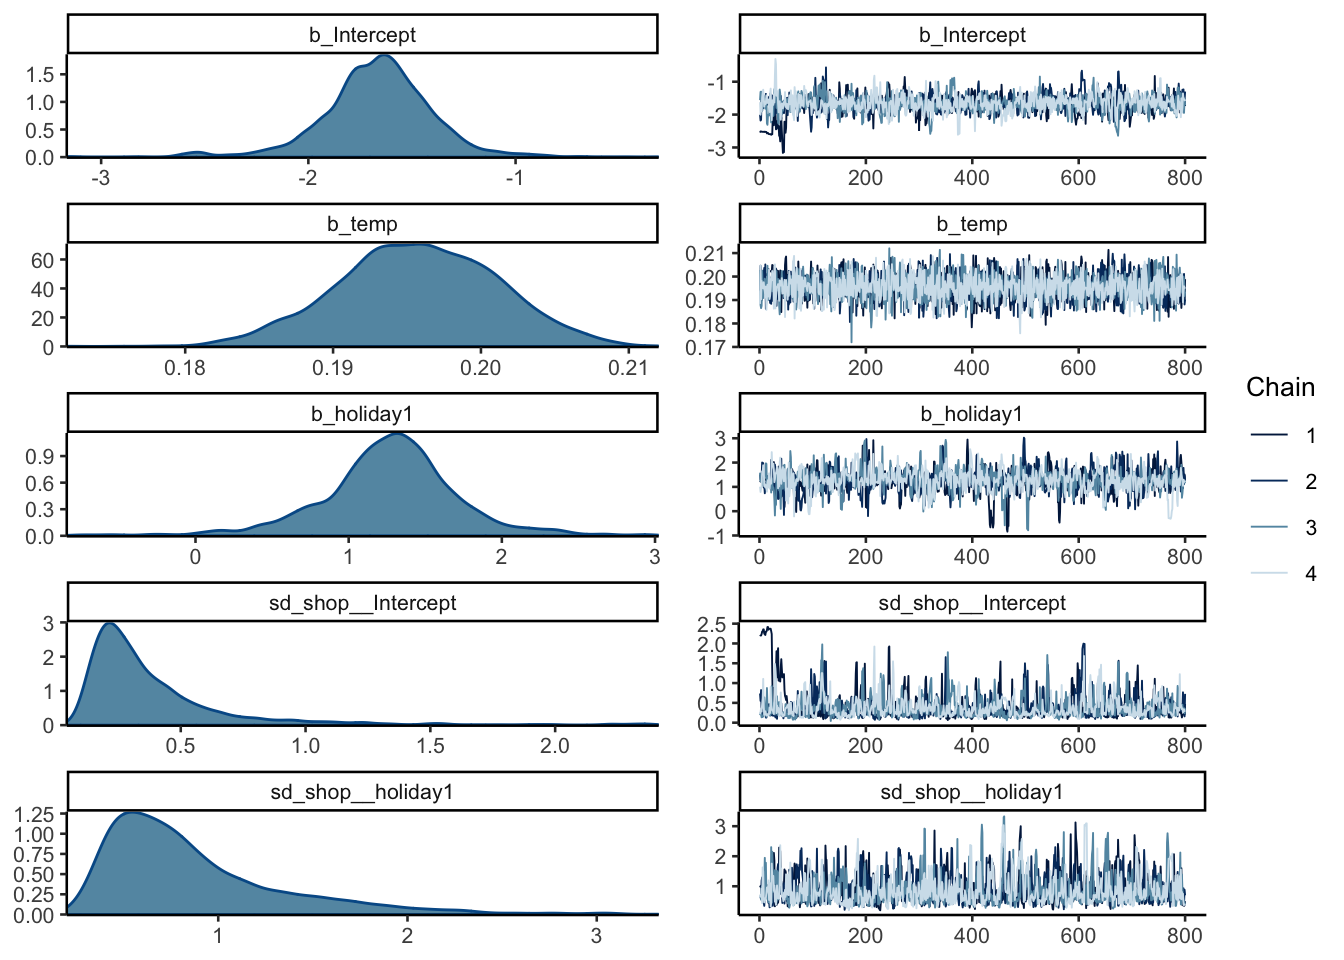 b_Intercept
1.5
1.0
0.5
0.0
-3 -2 -1
b_Intercept
-1
-2
-3
0 200 400 600 800
b_temp
60
40
20
0
0.18 0.19 0.20 0.21
b_temp
0.21
0.20
0.19
0.18
0.17
0 200 400 600 800
b_holiday1
0.9
0.6
0.3
0.0
0 1 2 3
b_holiday1
3
2
1
0
-1
0 200 400 600 800
sd_shop__Intercept
3
2
1
0
0.5 1.0 1.5 2.0
sd_shop__Intercept
2.5
2.0
1.5
1.0
0.5
0.0
0 200 400 600 800
sd_shop__holiday1
1.25
1.00
0.75
0.50
0.25
0.00
1 2 3
sd_shop__holiday1
3
2
1
0 200 400 600 800
Chain
1
2
3
4